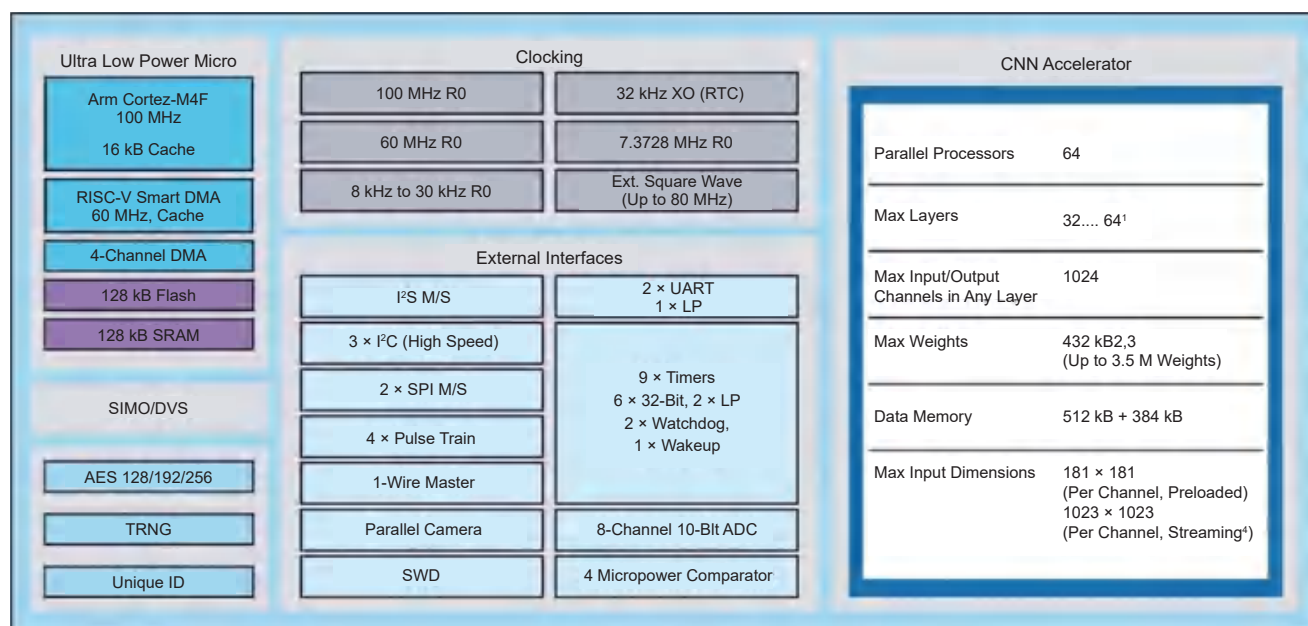 Ultra Low Power Micro
Arm Cortez-M4F
100 MHz
16 kB Cache
RISC-V Smart DMA
60 MHz, Cache
4-Channel DMA
128 kB Flash
128 kB SRAM
SIMO/DVS
AES 128/192/256
TRNG
Unique ID
Clocking
100 MHz R0
32 kHz XO (RTC)
60 MHz R0
7.3728 MHz R0
8 kHz to 30 kHz R0
Ext. Square Wave
(Up to 80 MHz)
External Interfaces
I²S M/S
2 × UART
1 × LP
3 × I²C (High Speed)
2 × SPI M/S
4 × Pulse Train
1-Wire Master
9 × Timers
6 × 32-Bit, 2 × LP
2 × Watchdog,
1 × Wakeup
Parallel Camera
8-Channel 10-BIt ADC
SWD
4 Micropower Comparator
CNN Accelerator
Parallel Processors 64
Max Layers 32.... 64¹
Max Input/Output
Channels in Any Layer 1024
Max Weights 432 kB2,3
(Up to 3.5 M Weights)
Data Memory 512 kB + 384 kB
Max Input Dimensions 181 × 181
(Per Channel, Preloaded)
1023 × 1023
(Per Channel, Streaming⁴)